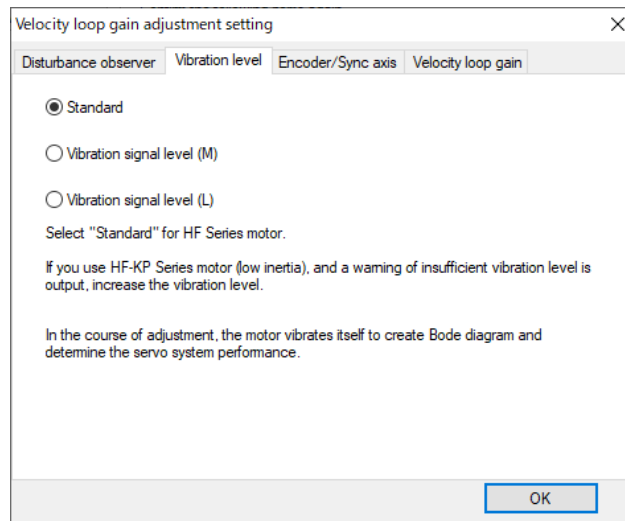 Velocity loop gain adjustment setting
Disturbance observer Vibration level Encoder/Sync axis Velocity loop gain
Standard
Vibration signal level (M)
Vibration signal level (L)
Select "Standard" for HF Series motor.
If you use HF-KP Series motor (low inertia), and a warning of insufficient vibration level is
output, increase the vibration level.
In the course of adjustment, the motor vibrates itself to create Bode diagram and
detemine the servo system performance.
OK